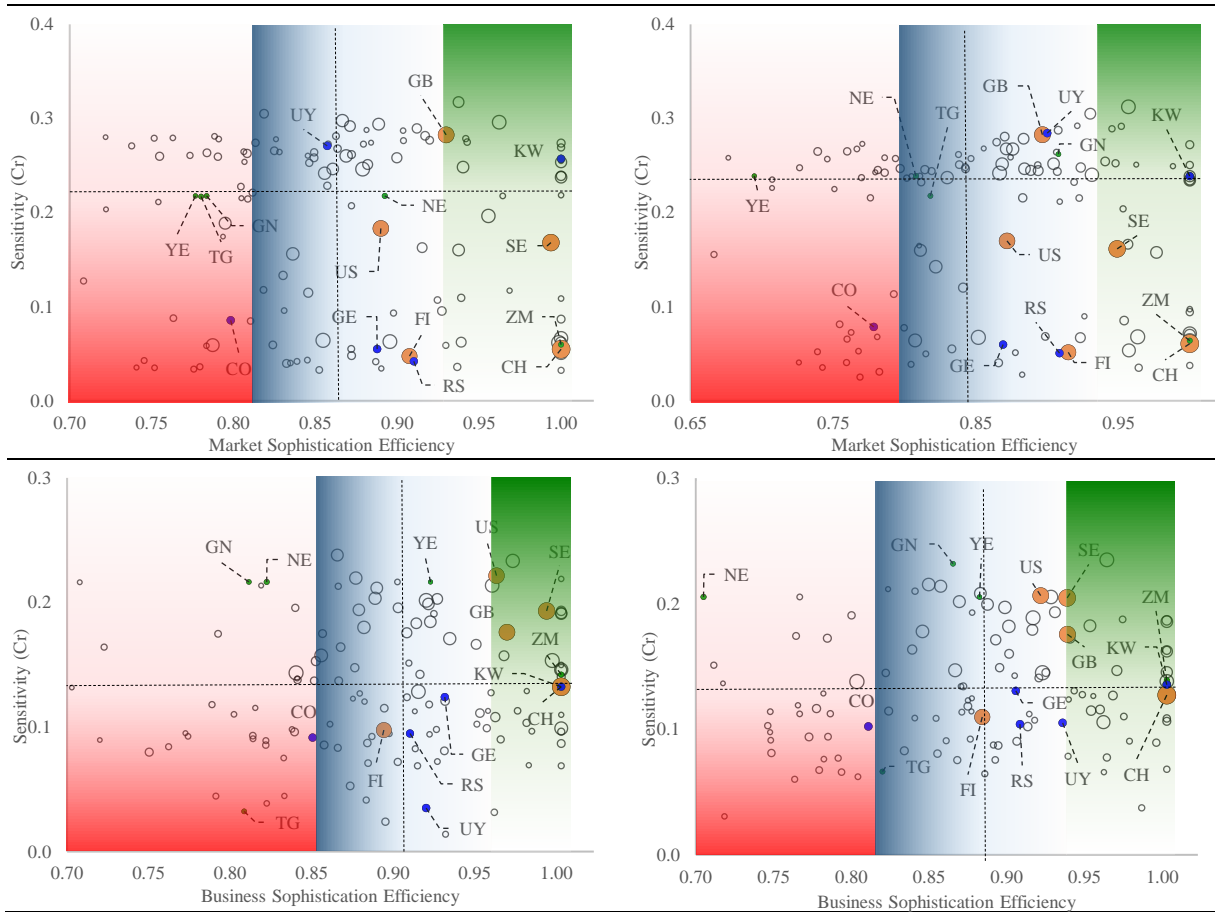 0.4
0.3
0.2
0.1
0.0
Sensitivity (Cr)
GB
UY
KW
NE
GN
YE
TG
US
SE
GE
FI
ZM
CO
RS
CH
0.70 0.75 0.80 0.85 0.90 0.95 1.00
Market Sophistication Efficiency
0.4
0.3
0.2
0.1
0.0
Sensitivity (Cr)
NE
TG
GB
UY
KW
GN
YE
SE
US
CO
RS
ZM
GE
FI
CH
0.65 0.75 0.85 0.95
Market Sophistication Efficiency
0.3
0.2
0.1
0.0
Sensitivity (Cr)
GN
NE
YE
US
SE
GB
ZM
KW
CO
CH
GE
FI
RS
TG
UY
0.70 0.75 0.80 0.85 0.90 0.95 1.00
Business Sophistication Efficiency
0.3
0.2
0.1
0.0
Sensitivity (Cr)
NE
GN
YE
US
SE
ZM
KW
GB
CO
GE
TG
FI
RS
UY
CH
0.70 0.75 0.80 0.85 0.90 0.95 1.00
Business Sophistication Efficiency